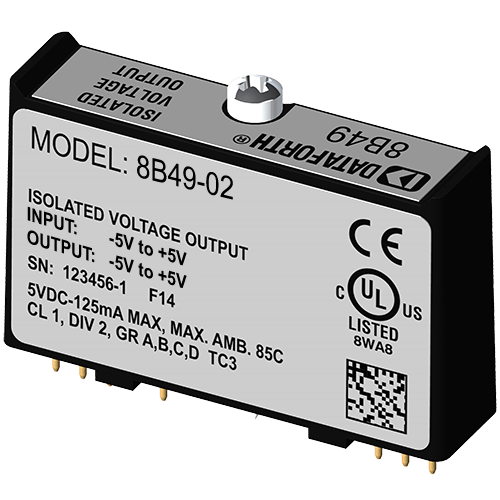 ISOLATED
VOLTAGE
OUTPUT
DATAFORTH®
8B49
MODEL: 8B49-02
ISOLATED VOLTAGE OUTPUT
INPUT: -5V to +5V
OUTPUT: -5V to +5V
SN: 123456-1 F14
5VDC-125mA MAX, MAX. AMB. 85C
CL 1, DIV 2, GR A,B,C,D TC3
CE
C UL US
LISTED
8WA8